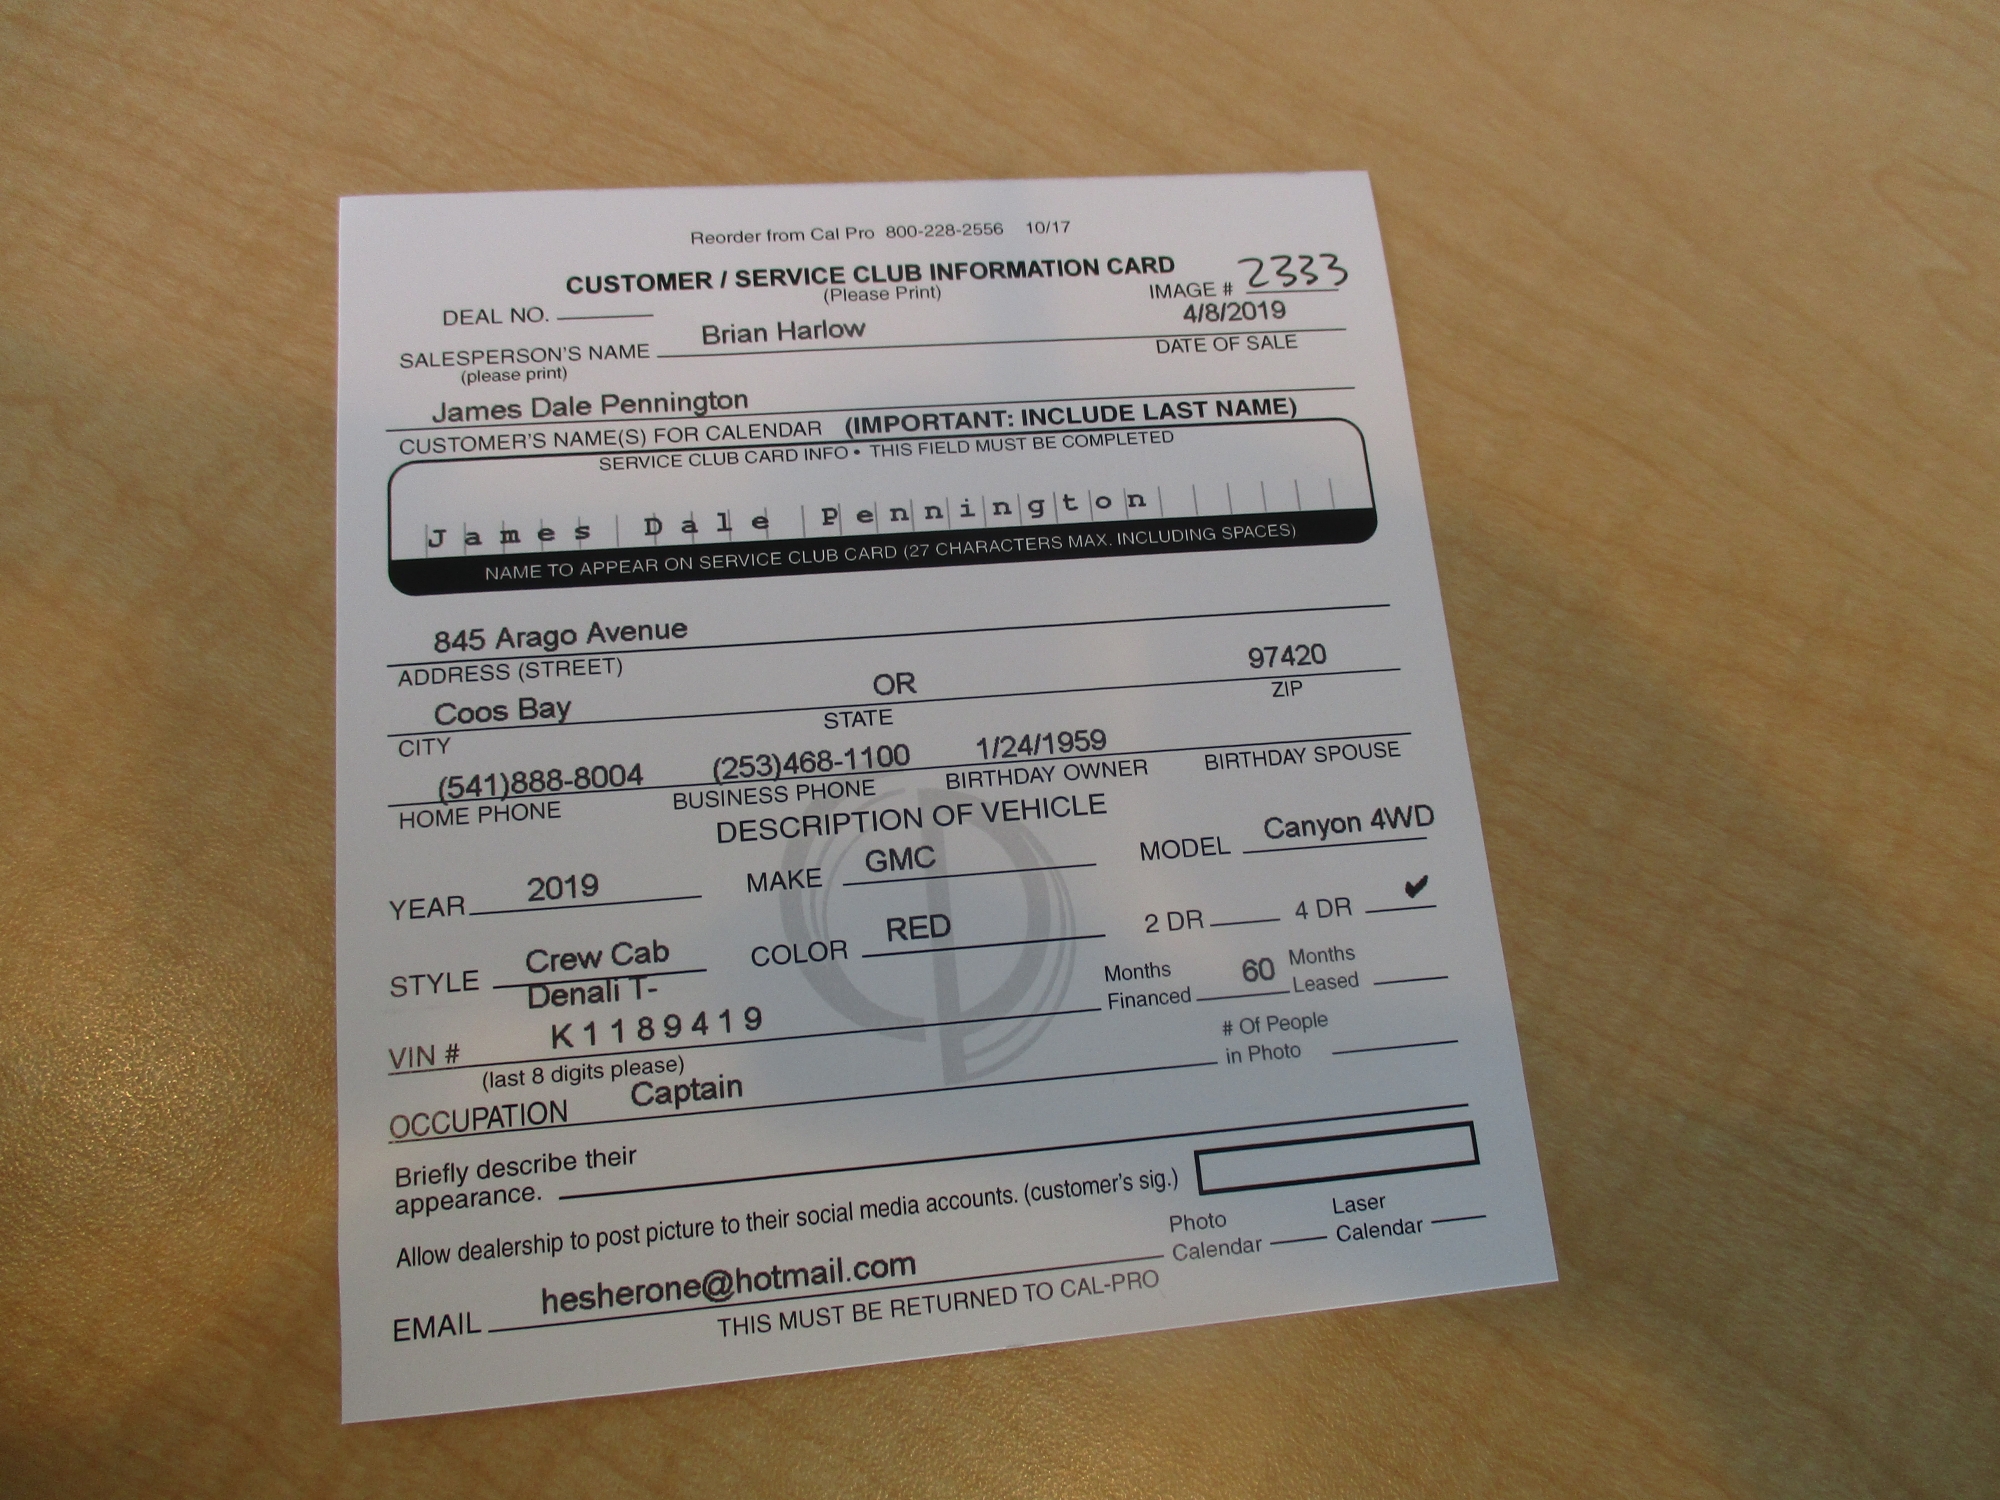 Reorder from Cal Pro 800-228-2556 10/17
CUSTOMER / SERVICE CLUB INFORMATION CARD
(Please Print)
DEAL NO. IMAGE # 2333
SALESPERSON'S NAME Brian Harlow 4/8/2019
(please print) DATE OF SALE
James Dale Pennington
CUSTOMER'S NAME(S) FOR CALENDAR (IMPORTANT: INCLUDE LAST NAME)
SERVICE CLUB CARD INFO • THIS FIELD MUST BE COMPLETED
James Dale Pennington
NAME TO APPEAR ON SERVICE CLUB CARD (27 CHARACTERS MAX. INCLUDING SPACES)
845 Arago Avenue
ADDRESS (STREET)
Coos Bay OR 97420
CITY STATE ZIP
(541)888-8004 (253)468-1100 1/24/1959
HOME PHONE BUSINESS PHONE BIRTHDAY OWNER BIRTHDAY SPOUSE
DESCRIPTION OF VEHICLE
YEAR 2019 MAKE GMC MODEL Canyon 4WD
STYLE Crew Cab COLOR RED 2 DR 4 DR ✔
Denali T-
Months Financed 60 Months Leased
VIN # K1189419
(last 8 digits please)
# Of People in Photo
OCCUPATION Captain
Briefly describe their
appearance.
Allow dealership to post picture to their social media accounts. (customer's sig.)
Photo Calendar Laser Calendar
EMAIL hesherone@hotmail.com
THIS MUST BE RETURNED TO CAL-PRO